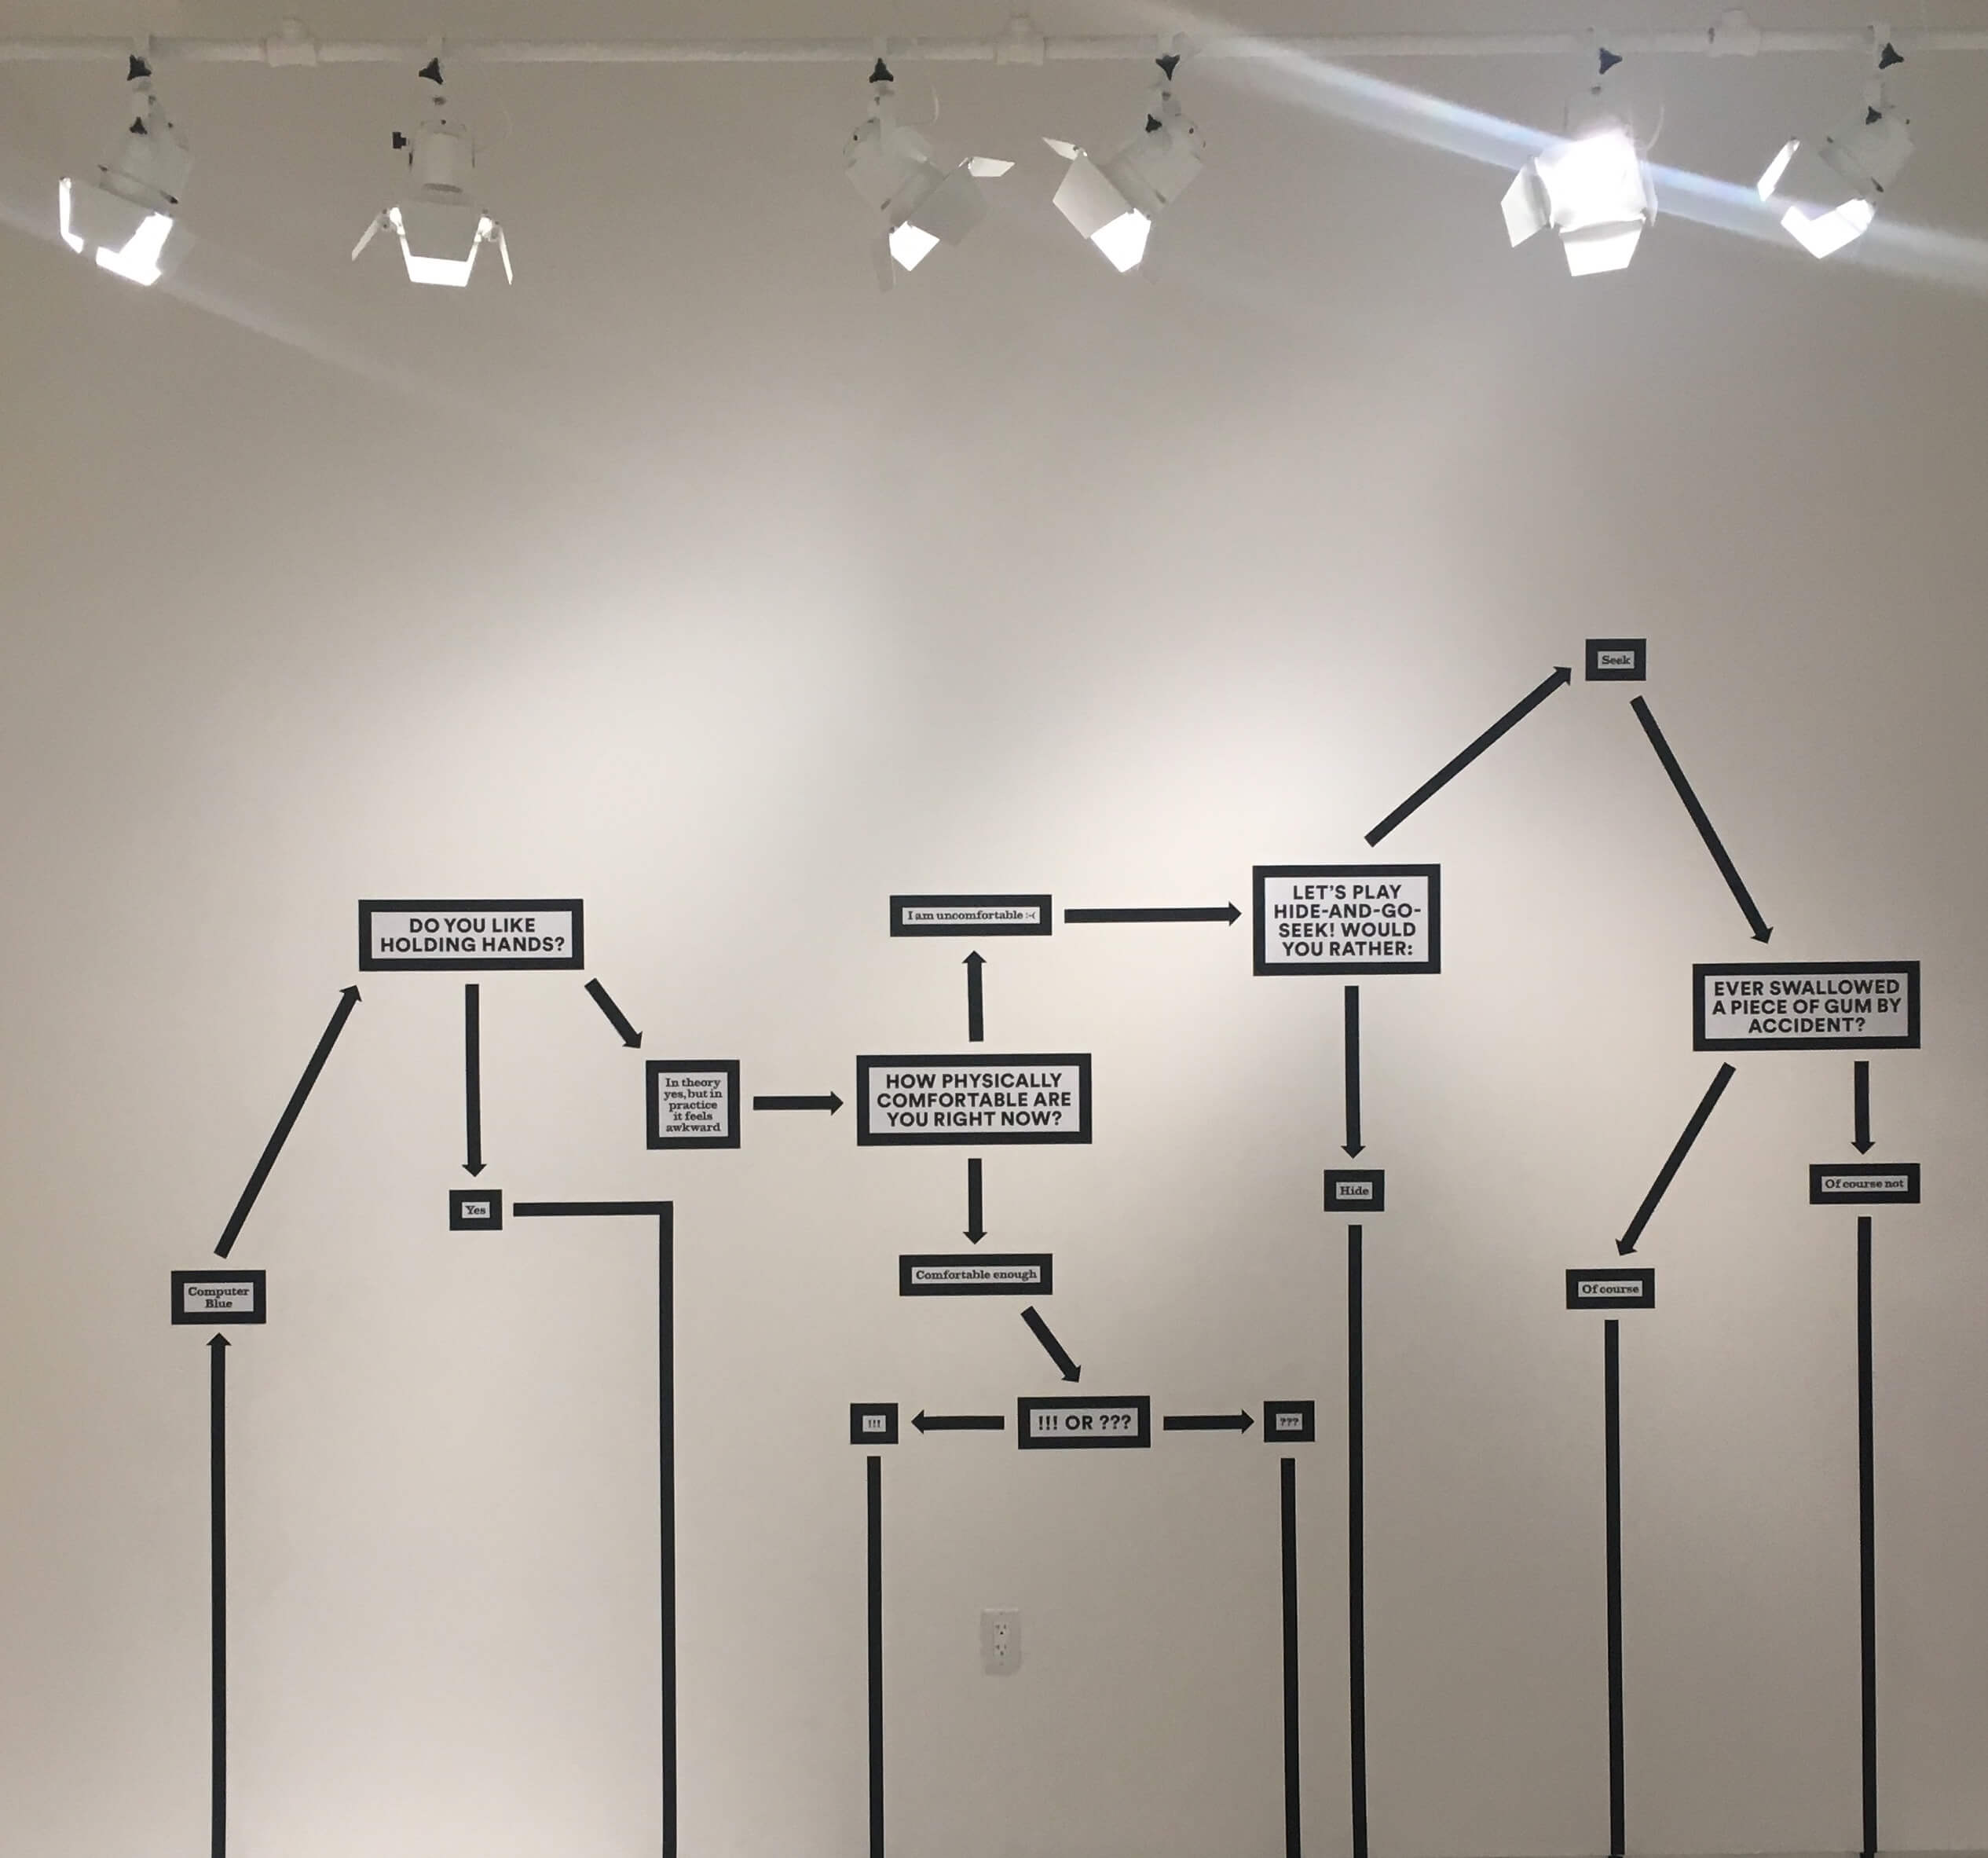 Seek
LET'S PLAY
HIDE-AND-GO-
SEEK! WOULD
YOU RATHER:
I am uncomfortable :-(
DO YOU LIKE
HOLDING HANDS?
EVER SWALLOWED
A PIECE OF GUM BY
ACCIDENT?
HOW PHYSICALLY
COMFORTABLE ARE
YOU RIGHT NOW?
In theory
yes, but in
practice
it feels
awkward
Of course not
Hide
Yes
Comfortable enough
Of course
Computer
Blue
!!!
!!! OR ???
???